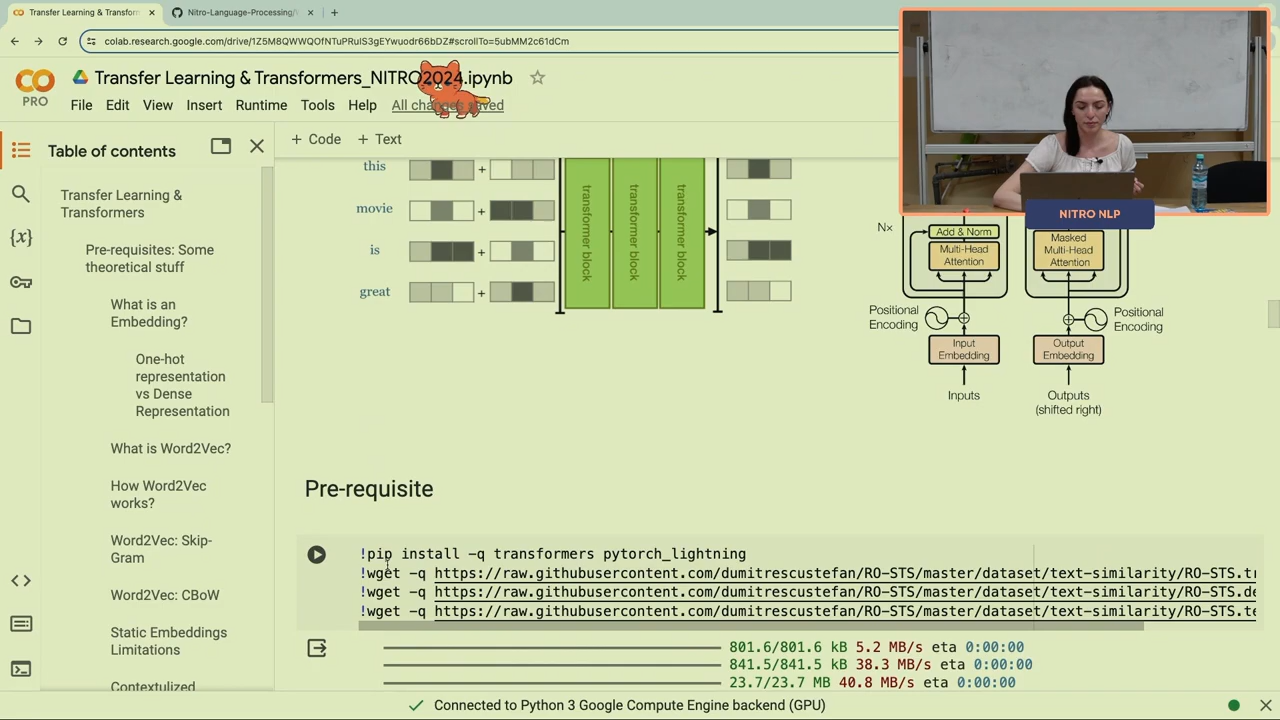 Transfer Learning & Transform
Nitro-Language-Processing/
colab.research.google.com/drive/1Z5M8QWWQOfNTuPRulS3gEYwuodr66bDZ#scrollTo=5ubMM2c61dCm
CO
PRO
Transfer Learning & Transformers_NITRO2024.ipynb
File Edit View Insert Runtime Tools Help All changes saved
Table of contents
Transfer Learning &
Transformers
Pre-requisites: Some
theoretical stuff
What is an
Embedding?
One-hot
representation
vs Dense
Representation
What is Word2Vec?
How Word2Vec
works?
Word2Vec: Skip-
Gram
Word2Vec: CBoW
Static Embeddings
Limitations
Contextulized
+ Code + Text
this
movie
is
great
+
+
+
+
transformer block
transformer block
transformer block
NITRO NLP
N×
Add & Norm
Multi-Head
Attention
Masked
Multi-Head
Attention
Positional
Encoding
Positional
Encoding
Input
Embedding
Output
Embedding
Inputs
Outputs
(shifted right)
Pre-requisite
!pip install -q transformers pytorch_lightning
!wget -q https://raw.githubusercontent.com/dumitrescustefan/RO-STS/master/dataset/text-similarity/RO-STS.tr
!wget -q https://raw.githubusercontent.com/dumitrescustefan/RO-STS/master/dataset/text-similarity/RO-STS.de
!wget -q https://raw.githubusercontent.com/dumitrescustefan/RO-STS/master/dataset/text-similarity/RO-STS.te
801.6/801.6 kB 5.2 MB/s eta 0:00:00
841.5/841.5 kB 38.3 MB/s eta 0:00:00
23.7/23.7 MB 40.8 MB/s eta 0:00:00
Connected to Python 3 Google Compute Engine backend (GPU)